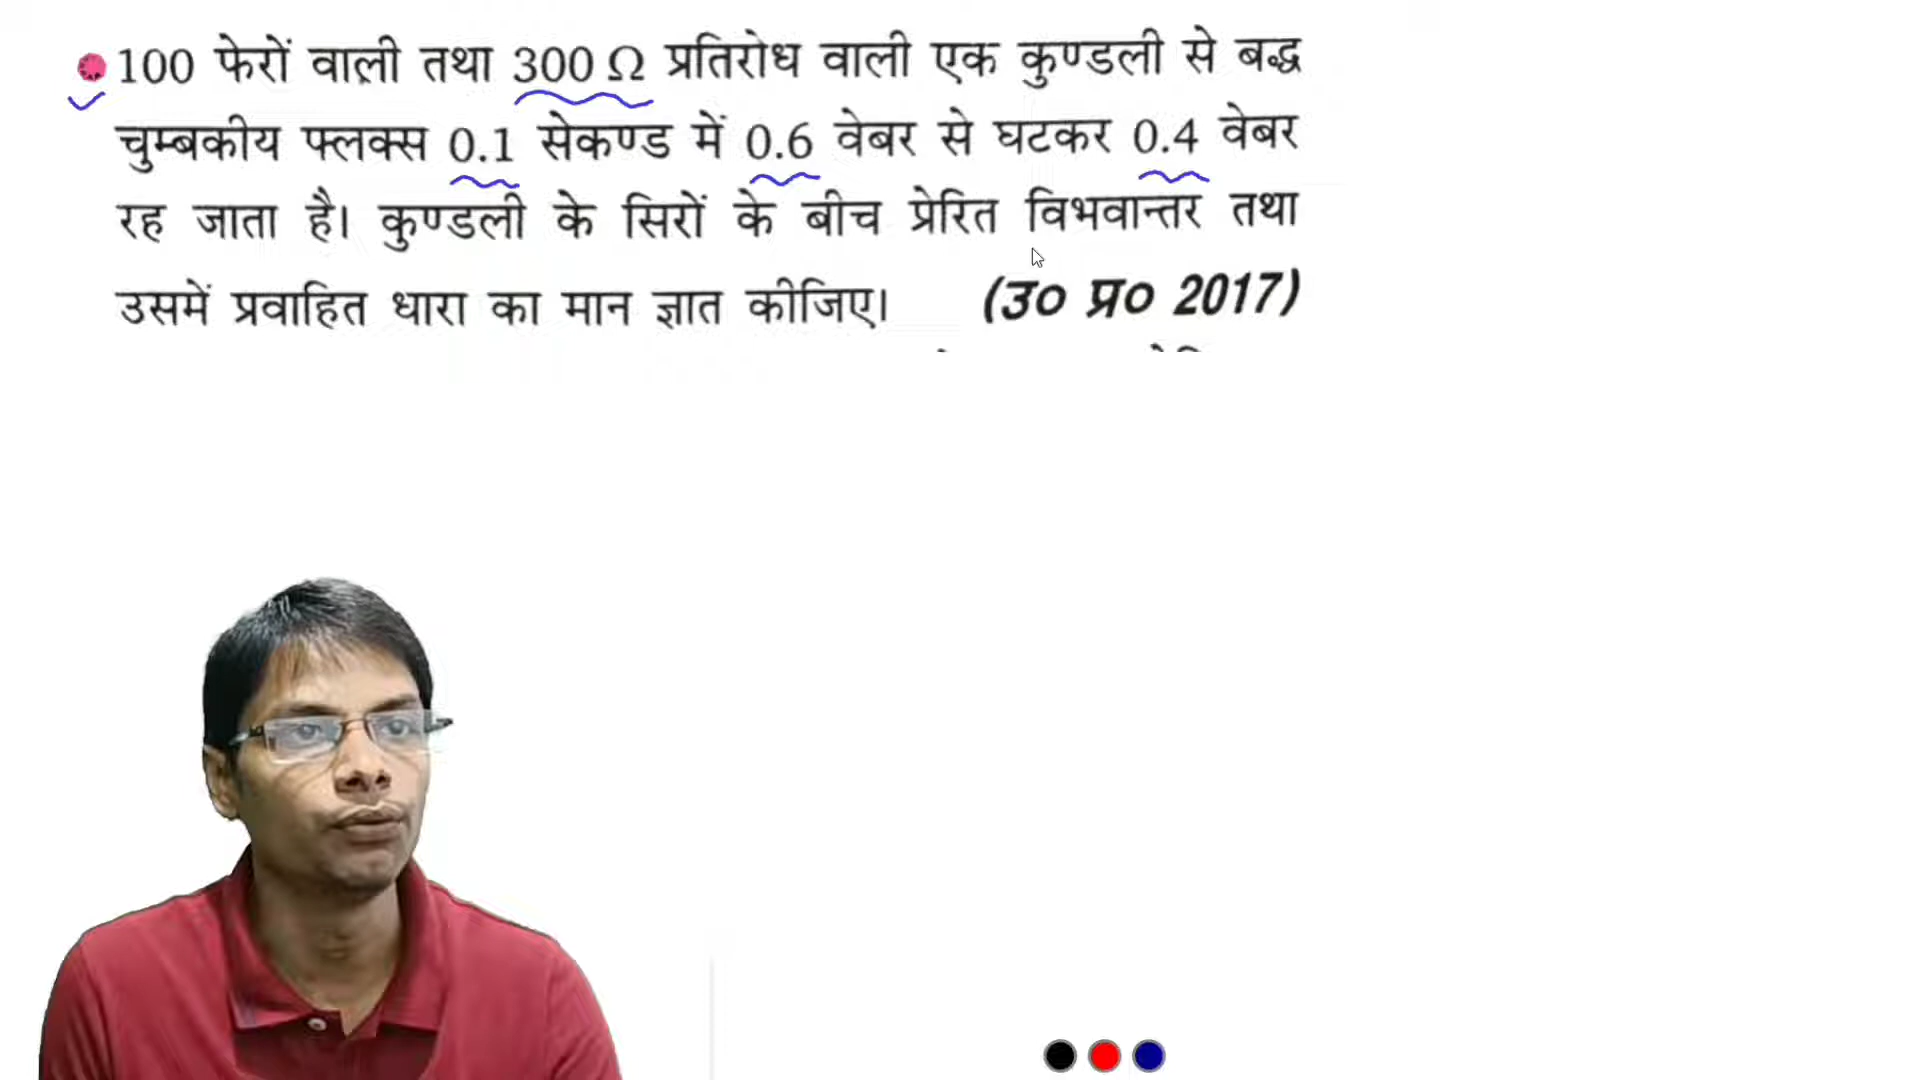 100 फेरों वाली तथा 300 Ω प्रतिरोध वाली एक कुण्डली से बद्ध
चुम्बकीय फ्लक्स 0.1 सेकण्ड में 0.6 वेबर से घटकर 0.4 वेबर
रह जाता है। कुण्डली के सिरों के बीच प्रेरित विभवान्तर तथा
उसमें प्रवाहित धारा का मान ज्ञात कीजिए। (उ० प्र० 2017)